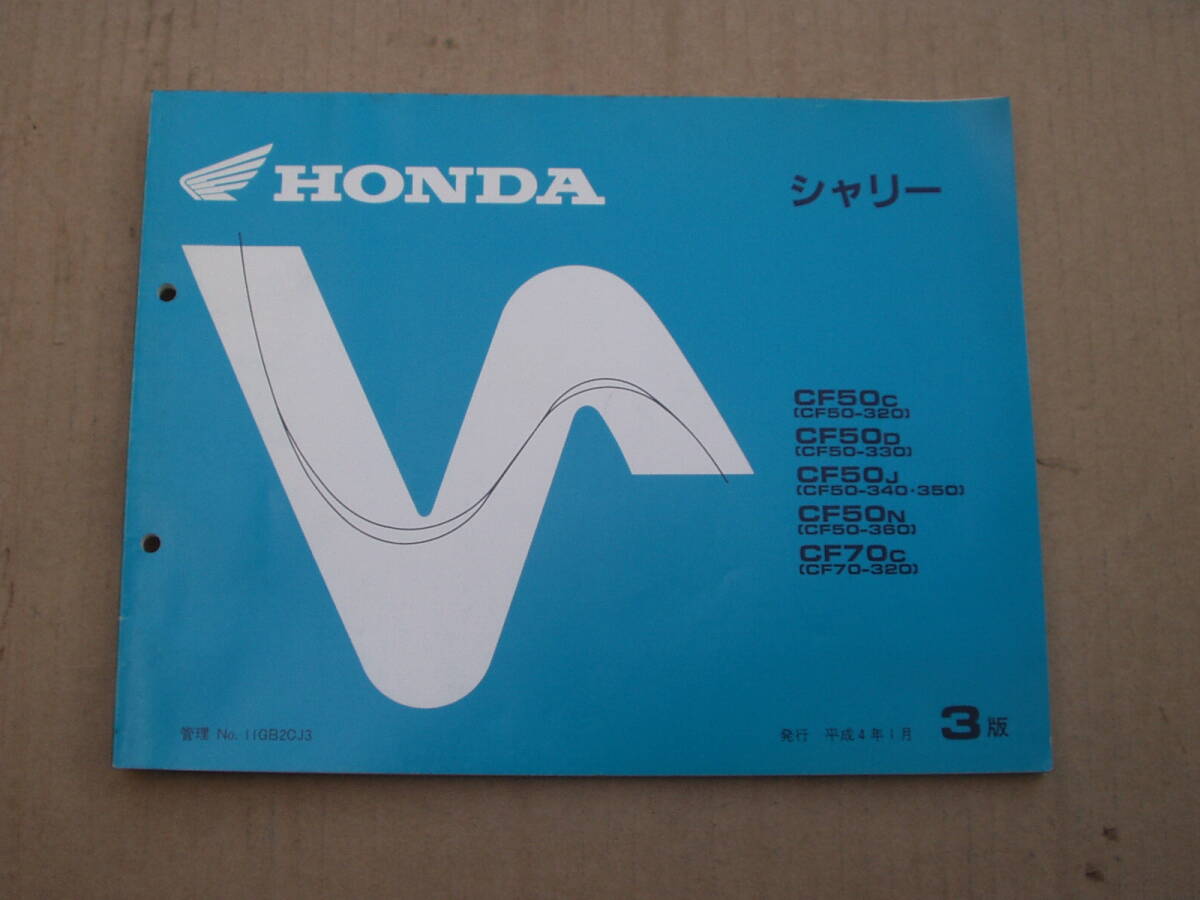 HONDA
シャリー
CF50C
(CF50-320)
CF50D
(CF50-330)
CF50J
(CF50-340・350)
CF50N
(CF50-360)
CF70C
(CF70-320)
管理 No. 11GB2CJ3
発行 平成4年1月 3版